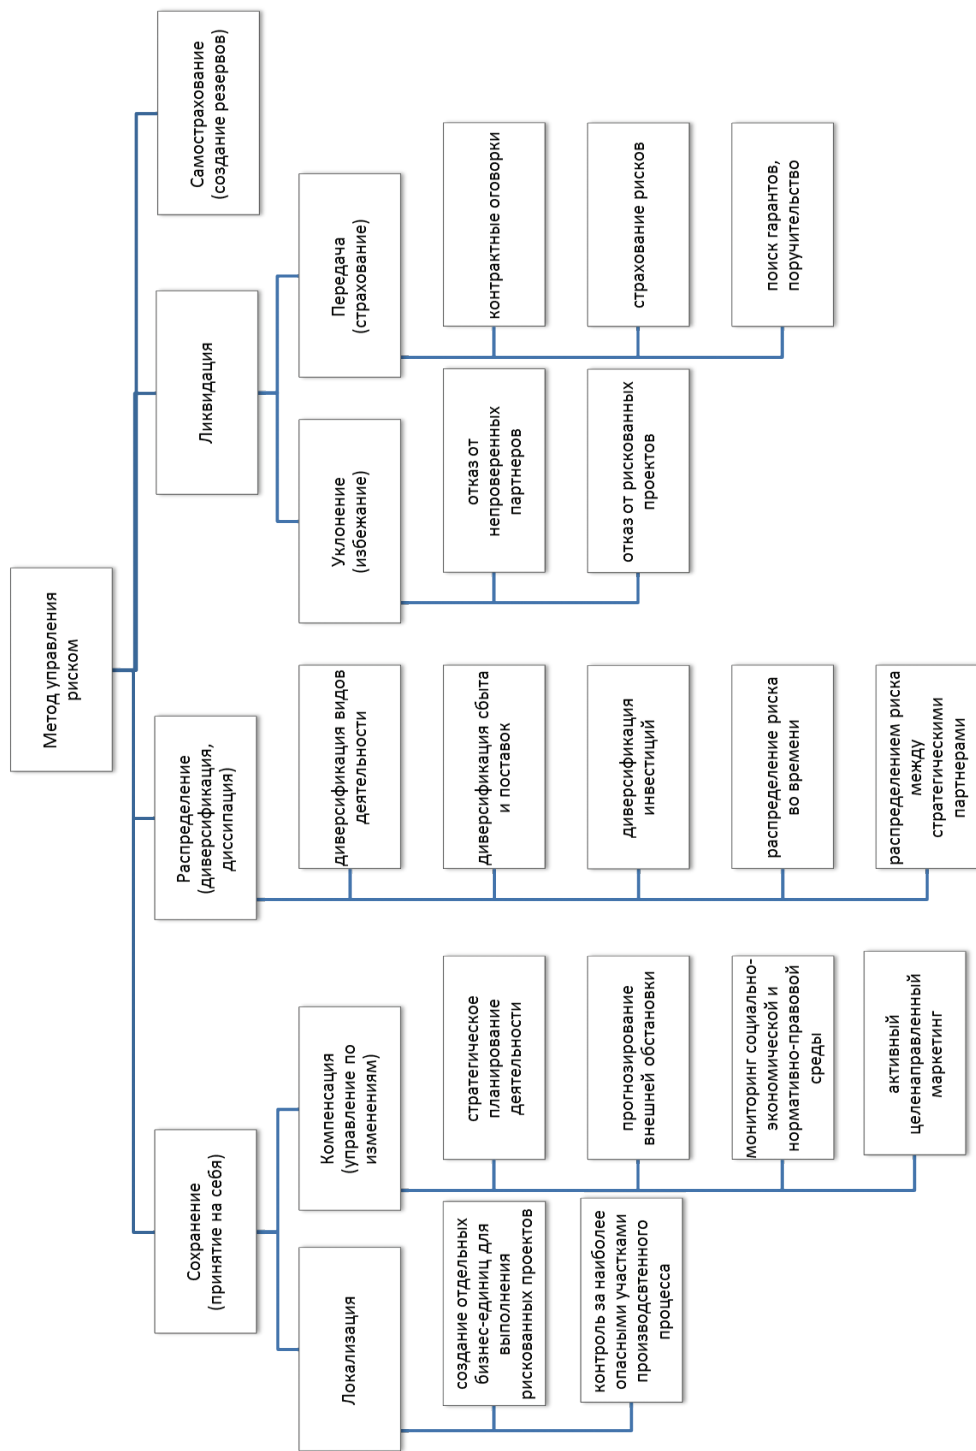 Метод управления
риском
Сохранение
(принятие на себя)
Локализация
создание отдельных
бизнес-единиц для
выполнения
рискованных проектов
контроль за наиболее
опасными участками
производсвтенного
процесса
Компенсация
(управление по
изменениям)
стратегическое
планирование
деятельности
прогнозирование
внешней обстановки
мониторинг социально-
экономической и
нормативно-правовой
среды
активный
целенаправленный
маркетинг
Распределение
(диверсификация,
диссипация)
диверсификация видов
деятельности
диверсификация сбыта
и поставок
диверсификация
инвестиций
распределение риска
во времени
распределением риска
между
стратегическими
партнерами
Ликвидация
Уклонение
(избежание)
отказ от
непроверенных
партнеров
отказ от рискованных
проектов
Передача
(страхование)
контрактные оговорки
страхование рисков
поиск гарантов,
поручительство
Самострахование
(создание резервов)